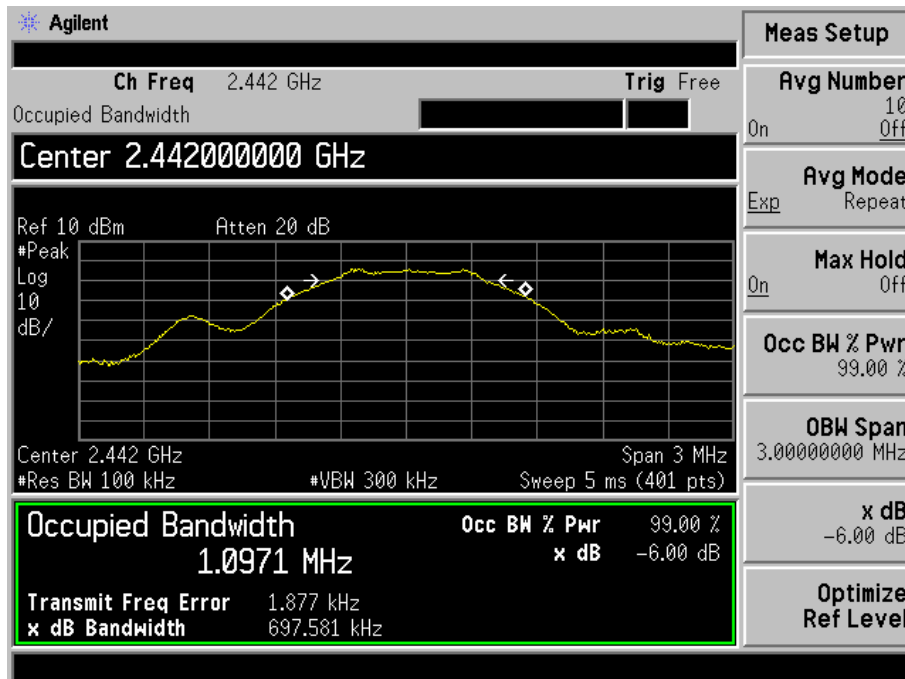 Agilent
Ch Freq 2.442 GHz Trig Free
Occupied Bandwidth
Center 2.442000000 GHz
Ref 10 dBm Atten 20 dB
#Peak
Log
10
dB/
Center 2.442 GHz Span 3 MHz
#Res BW 100 kHz #VBW 300 kHz Sweep 5 ms (401 pts)
Occupied Bandwidth Occ BW % Pwr 99.00 %
1.0971 MHz x dB -6.00 dB
Transmit Freq Error 1.877 kHz
x dB Bandwidth 697.581 kHz
Meas Setup
Avg Number
10
On Off
Avg Mode
Exp Repeat
Max Hold
On Off
Occ BW % Pwr
99.00 %
OBW Span
3.00000000 MHz
x dB
-6.00 dB
Optimize
Ref Level